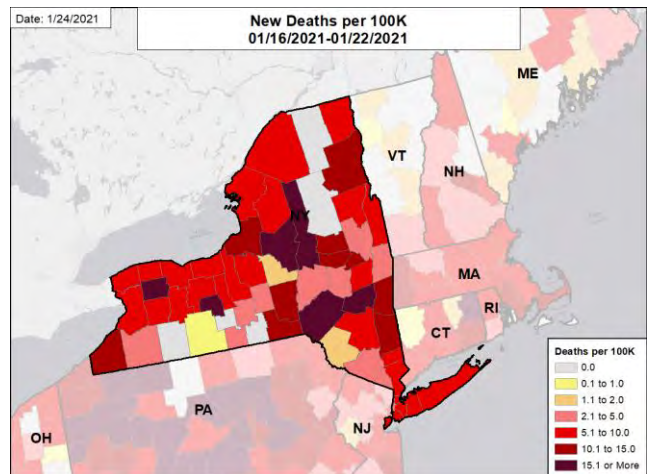 Date: 1/24/2021
New Deaths per 100K
01/16/2021-01/22/2021
ME
VT
NH
NY
MA
CT
RI
PA
NJ
OH
Deaths per 100K
0.0
0.1 to 1.0
1.1 to 2.0
2.1 to 5.0
5.1 to 10.0
10.1 to 15.0
15.1 or More